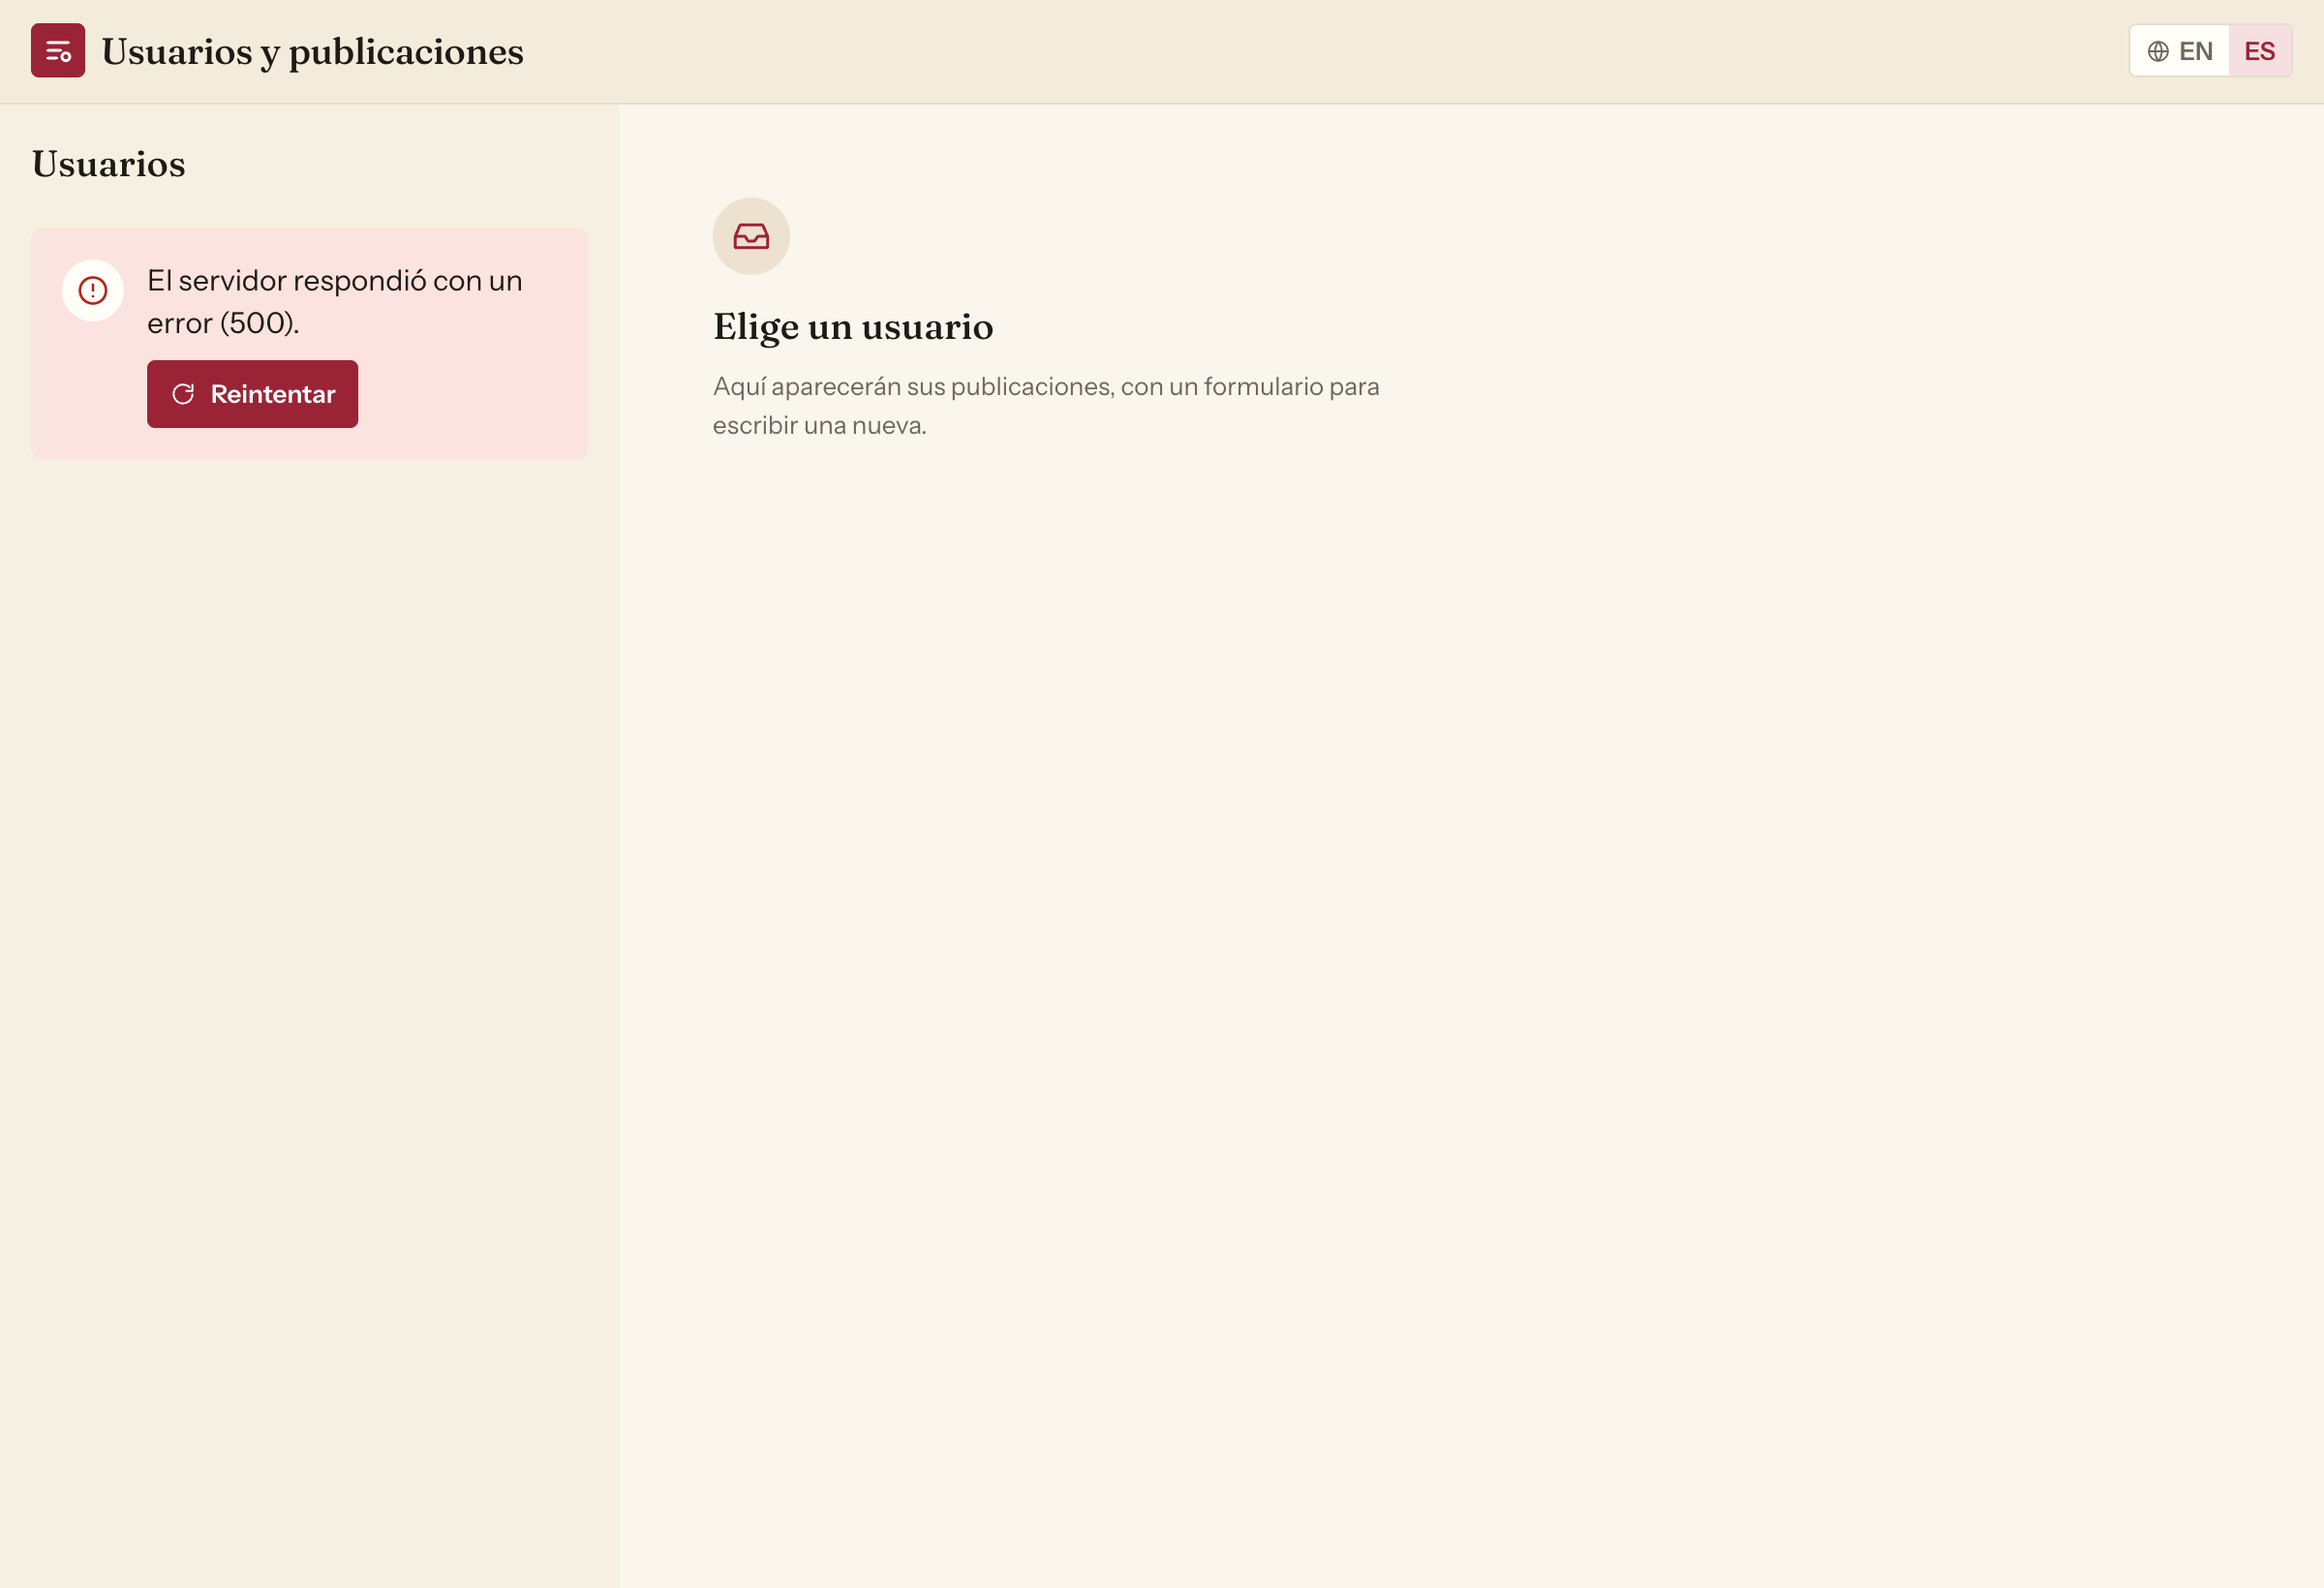 Usuarios y publicaciones
EN ES
Usuarios
El servidor respondió con un
error (500).
Reintentar
Elige un usuario
Aquí aparecerán sus publicaciones, con un formulario para
escribir una nueva.